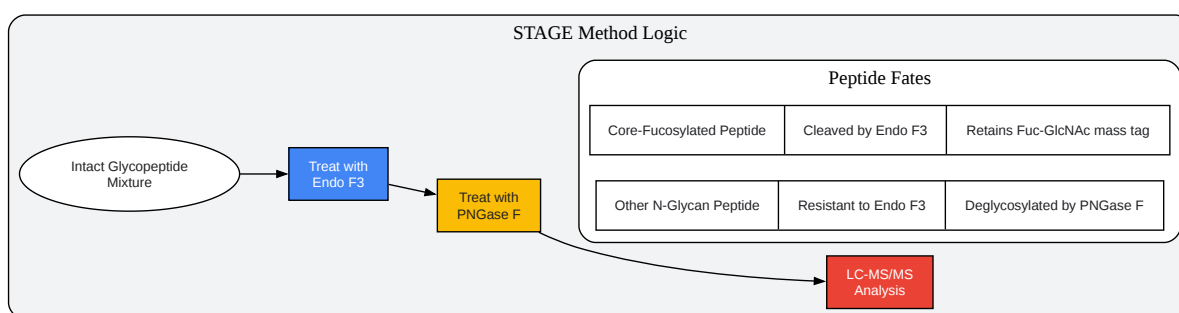 STAGE Method Logic
Peptide Fates
Core-Fucosylated Peptide
Cleaved by Endo F3
Retains Fuc-GlcNAc mass tag
Other N-Glycan Peptide
Resistant to Endo F3
Deglycosylated by PNGase F
Intact Glycopeptide
Mixture
Treat with
Endo F3
Treat with
PNGase F
LC-MS/MS
Analysis